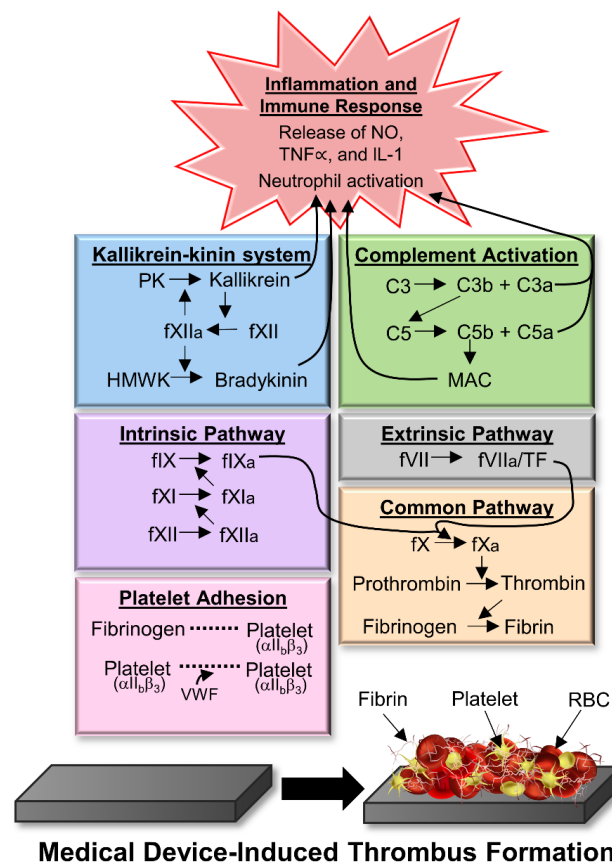 Inflammation and
Immune Response
Release of NO,
TNF∝, and IL-1
Neutrophil activation
Kallikrein-kinin system
PK → Kallikrein
fXIIa ← fXII
HMWK → Bradykinin
Complement Activation
C3 → C3b + C3a
C5 → C5b + C5a
MAC
Intrinsic Pathway
fIX → fIXa
fXI → fXIa
fXII → fXIIa
Extrinsic Pathway
fVII → fVIIa/TF
Common Pathway
fX → fXa
Prothrombin → Thrombin
Fibrinogen → Fibrin
Platelet Adhesion
Fibrinogen ······· Platelet
(αIIbβ3)
Platelet ·········· Platelet
(αIIbβ3) VWF (αIIbβ3)
Fibrin Platelet RBC
Medical Device-Induced Thrombus Formation